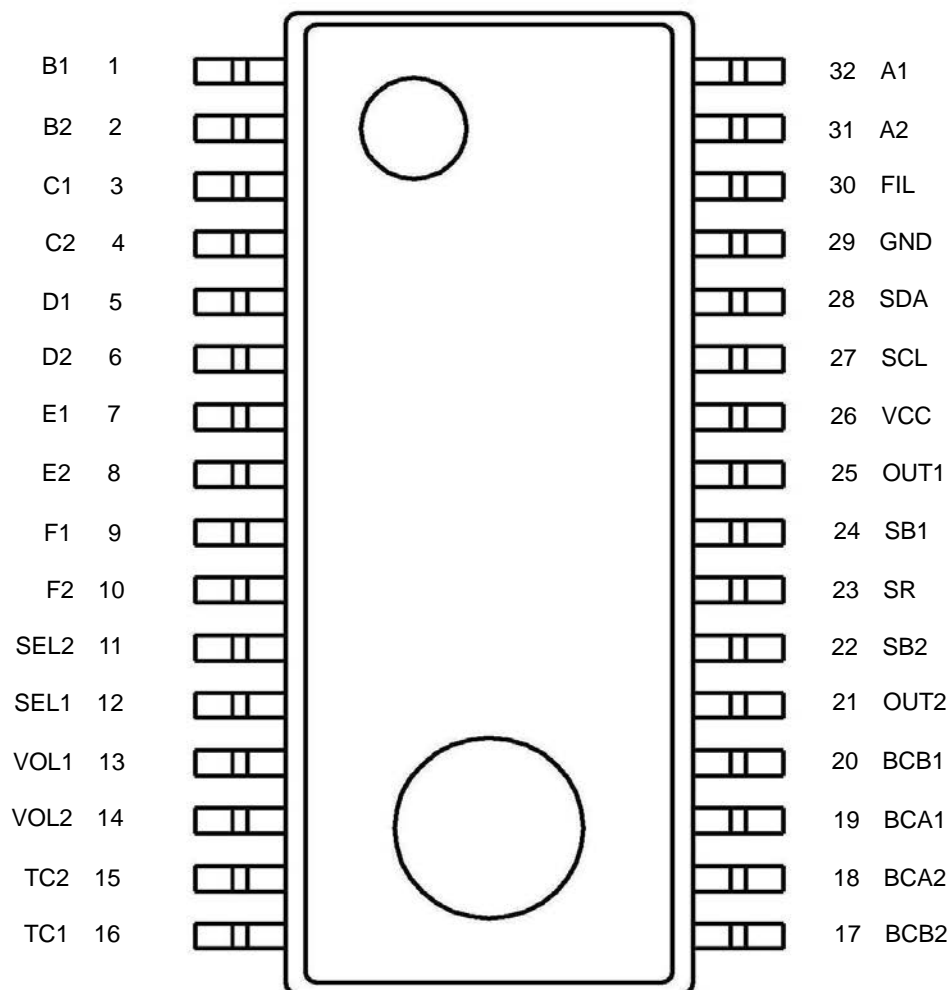 B1 1 32 A1
B2 2 31 A2
C1 3 30 FIL
C2 4 29 GND
D1 5 28 SDA
D2 6 27 SCL
E1 7 26 VCC
E2 8 25 OUT1
F1 9 24 SB1
F2 10 23 SR
SEL2 11 22 SB2
SEL1 12 21 OUT2
VOL1 13 20 BCB1
VOL2 14 19 BCA1
TC2 15 18 BCA2
TC1 16 17 BCB2